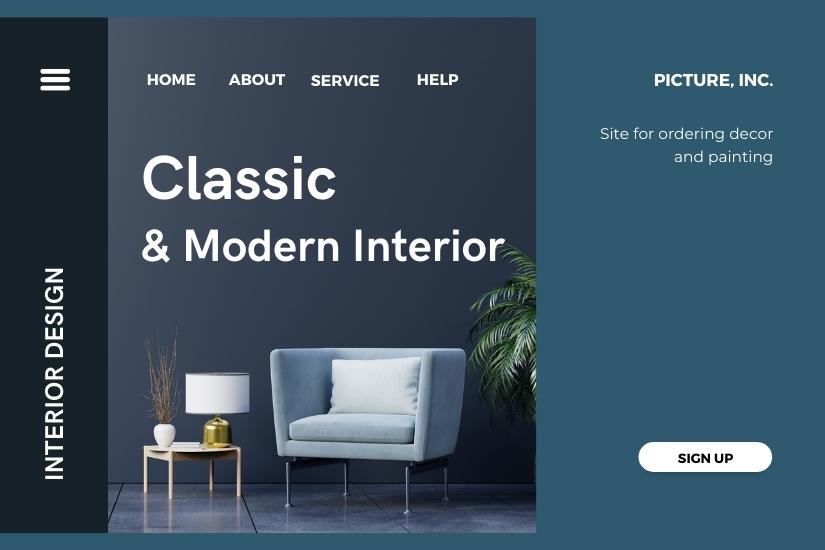 HOME ABOUT SERVICE HELP
Classic
& Modern Interior
INTERIOR DESIGN
PICTURE, INC.
Site for ordering decor
and painting
SIGN UP